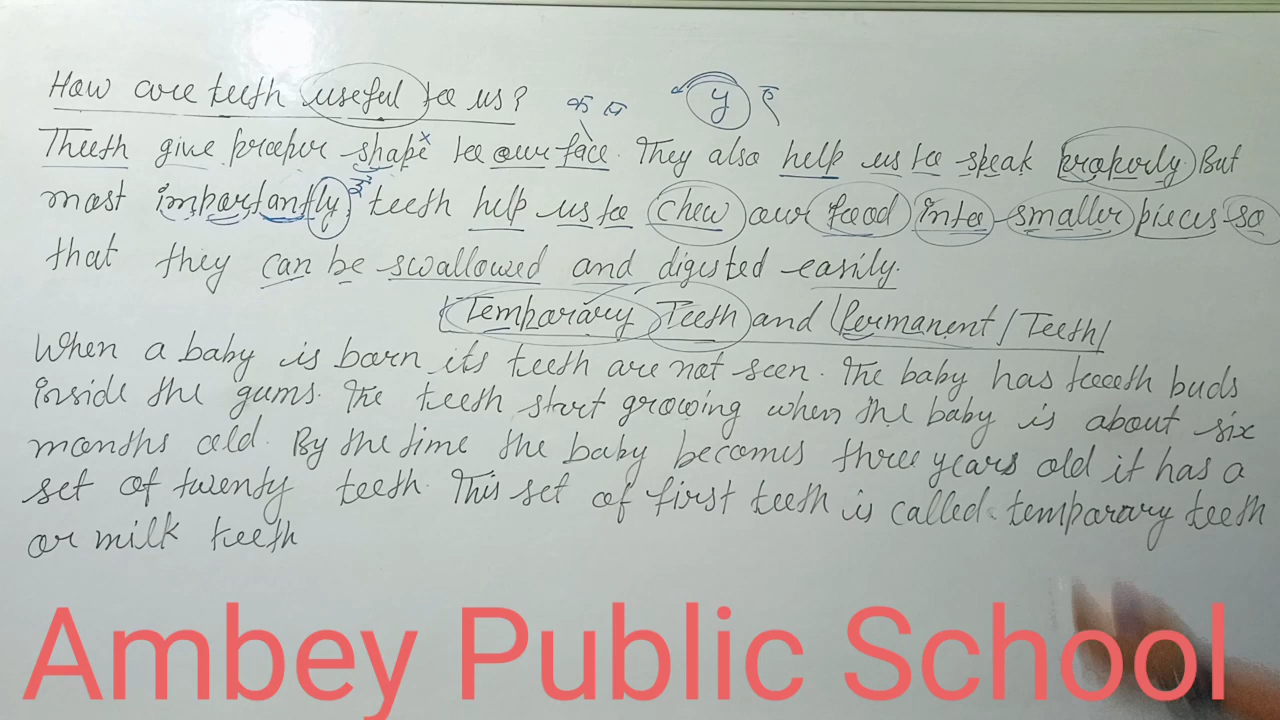 How are teeth useful to us?
Theeth give proper shape to our face. They also help us to speak properly. But
most importantly, teeth help us to chew our food into smaller pieces so
that they can be swallowed and digested easily.
Temporary Teeth and Permanent / Teeth /
When a baby is born its teeth are not seen. The baby has teeth buds
inside the gums. The teeth start growing when the baby is about six
months old. By the time the baby becomes three years old it has a
set of twenty teeth. This set of first teeth is called temporary teeth
or milk teeth
y ए
Ambey Public School